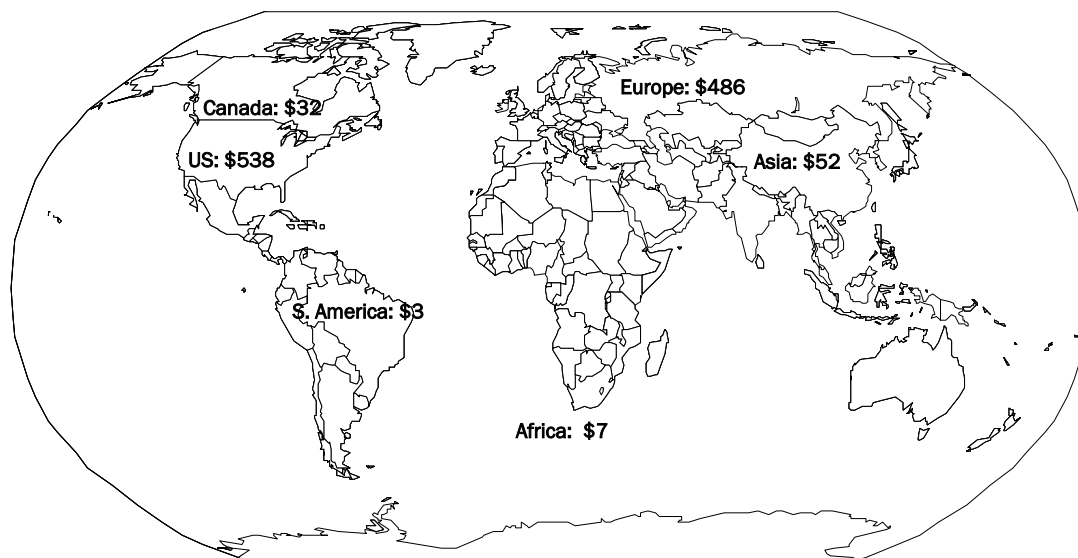 Europe: $486
Canada: $32
US: $538
Asia: $52
S. America: $3
Africa: $7